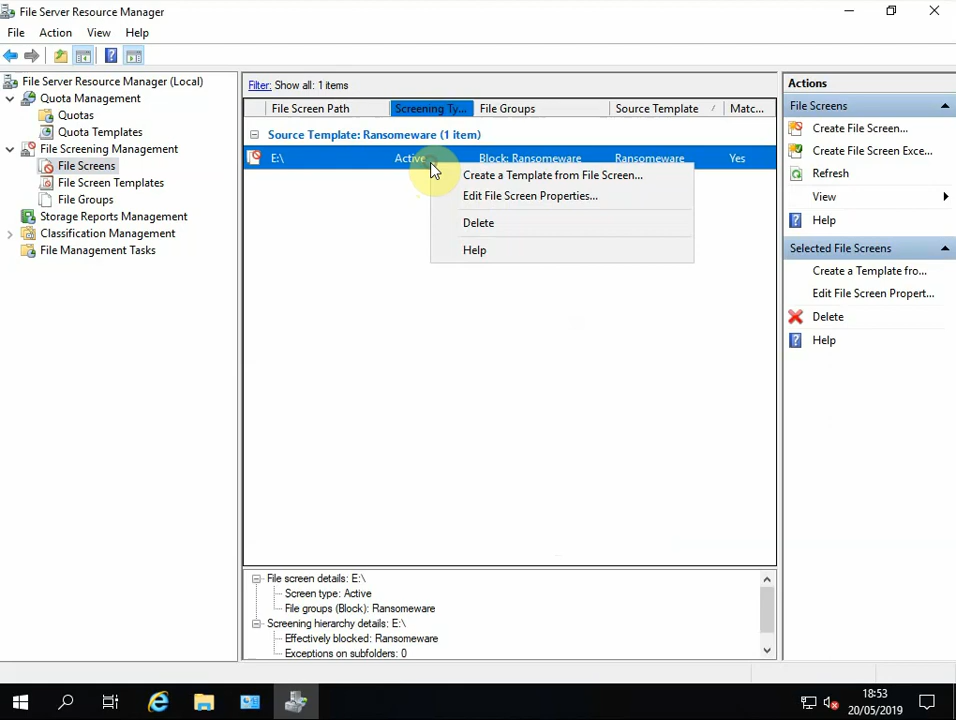 File Server Resource Manager
File Action View Help
File Server Resource Manager (Local)
Quota Management
Quotas
Quota Templates
File Screening Management
File Screens
File Screen Templates
File Groups
Storage Reports Management
Classification Management
File Management Tasks
Filter: Show all: 1 items
File Screen Path Screening Ty... File Groups Source Template Matc...
Source Template: Ransomeware (1 item)
E:\ Active Block: Ransomeware Ransomeware Yes
Create a Template from File Screen...
Edit File Screen Properties...
Delete
Help
File screen details: E:\
Screen type: Active
File groups (Block): Ransomeware
Screening hierarchy details: E:\
Effectively blocked: Ransomeware
Exceptions on subfolders: 0
Actions
File Screens
Create File Screen...
Create File Screen Exce...
Refresh
View
Help
Selected File Screens
Create a Template fro...
Edit File Screen Propert...
Delete
Help
18:53
20/05/2019